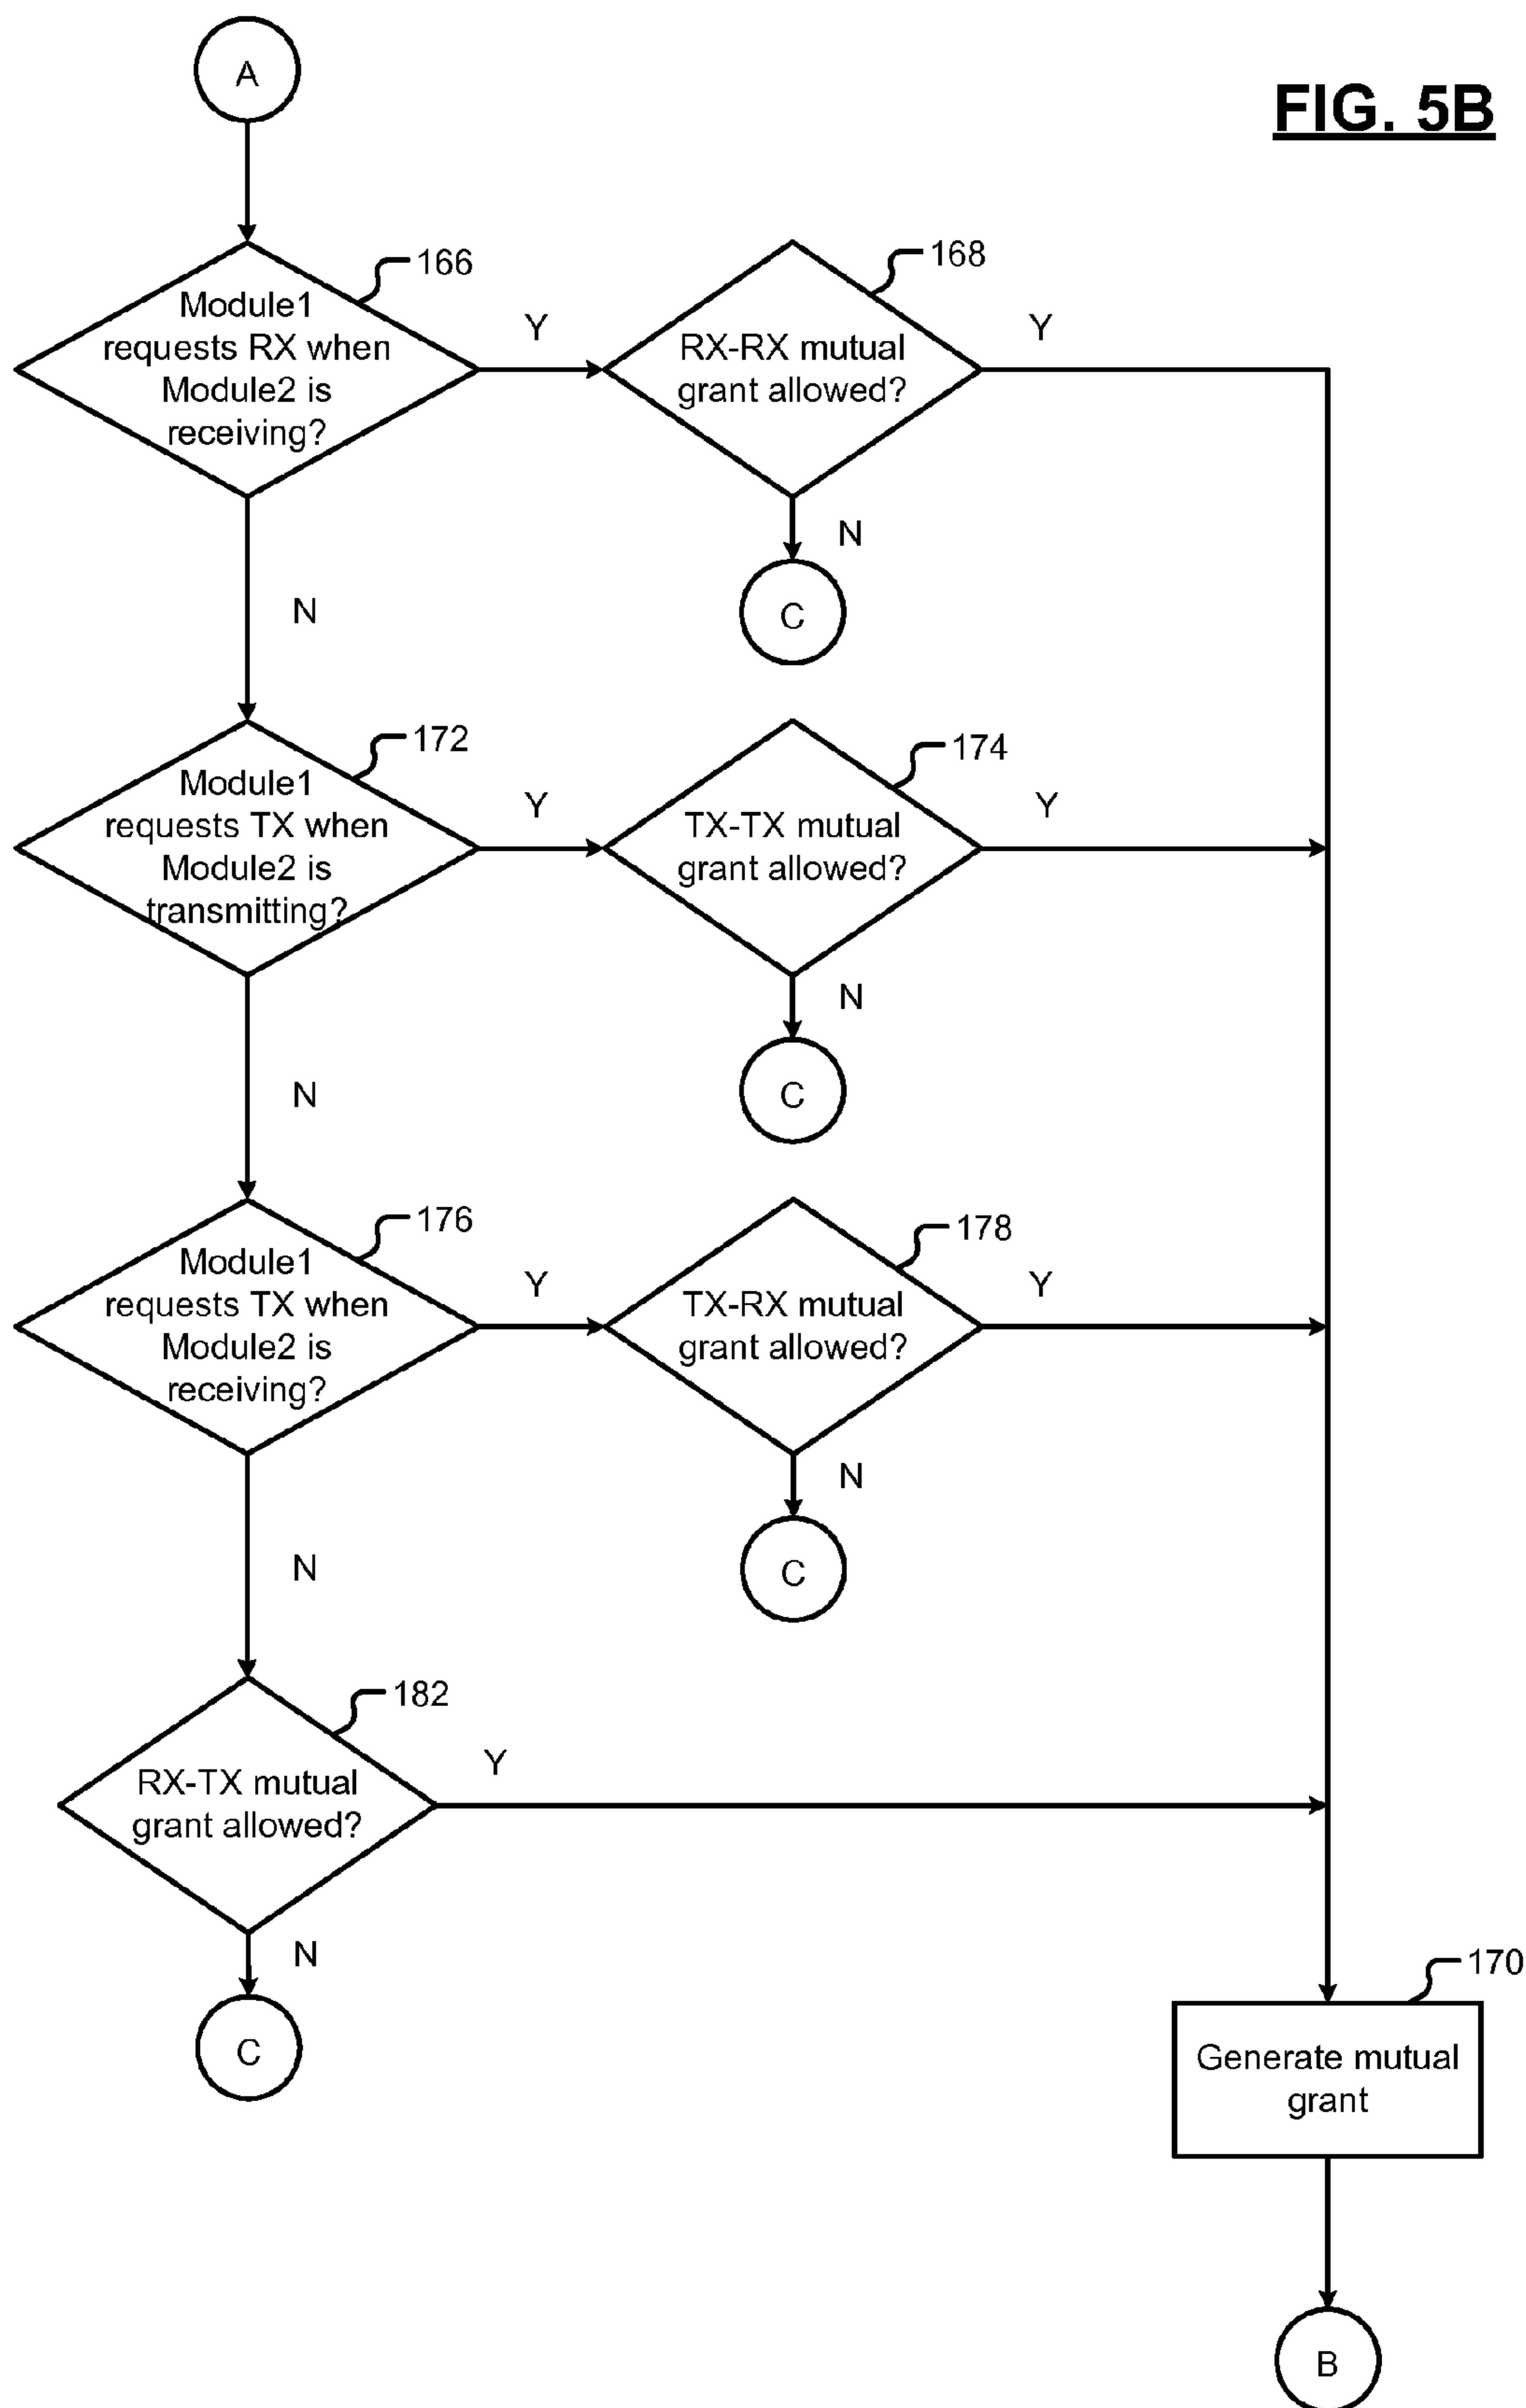 A
FIG. 5B
166
Module1
requests RX when
Module2 is
receiving?
Y
168
RX-RX mutual
grant allowed?
Y
N
C
N
172
Module1
requests TX when
Module2 is
transmitting?
Y
174
TX-TX mutual
grant allowed?
Y
N
C
N
176
Module1
requests TX when
Module2 is
receiving?
Y
178
TX-RX mutual
grant allowed?
Y
N
C
N
182
RX-TX mutual
grant allowed?
Y
N
C
170
Generate mutual
grant
B